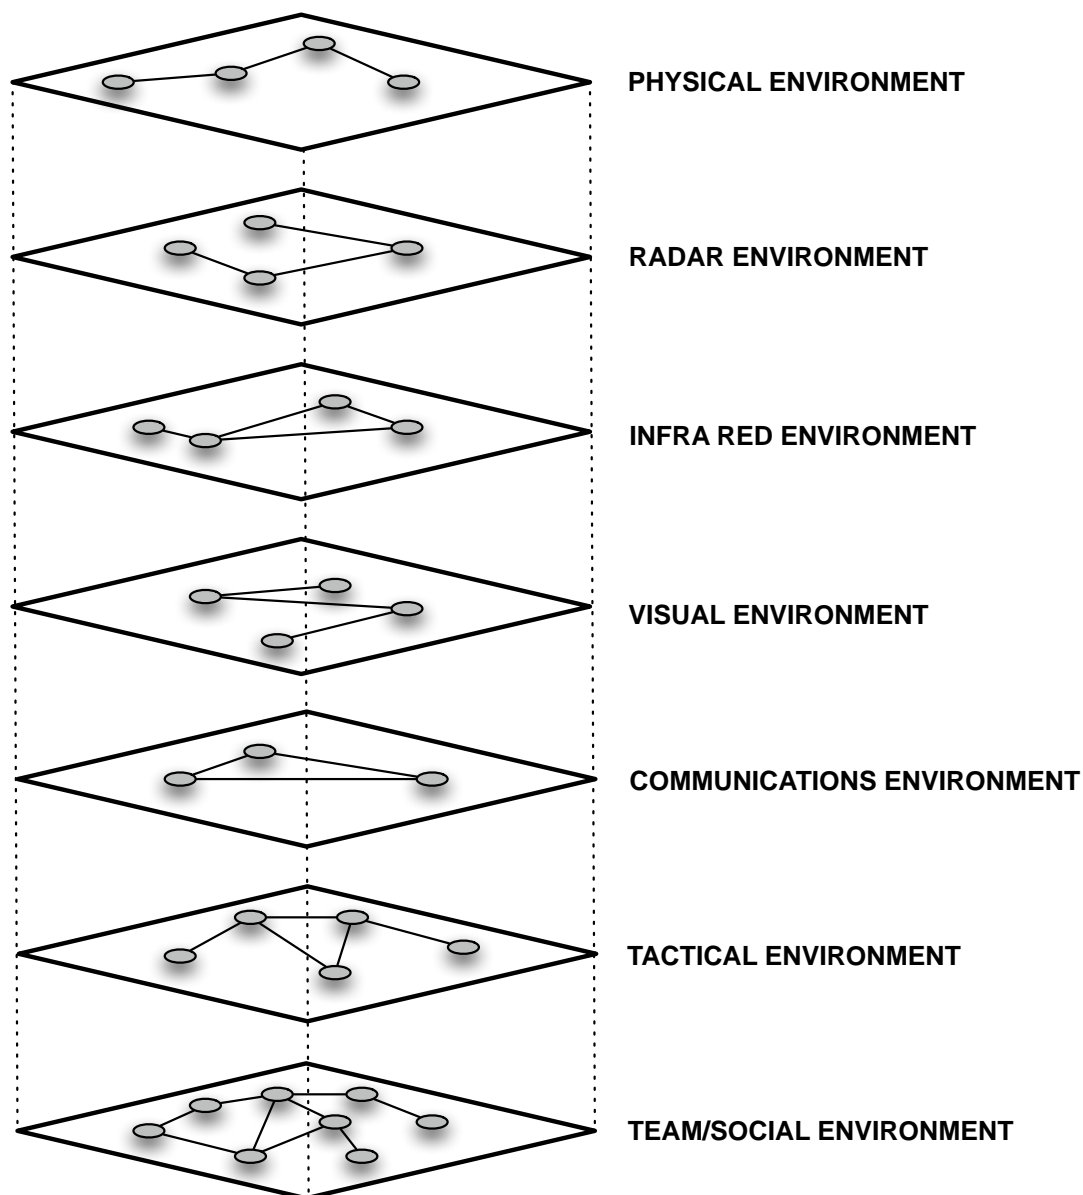 PHYSICAL ENVIRONMENT
RADAR ENVIRONMENT
INFRA RED ENVIRONMENT
VISUAL ENVIRONMENT
COMMUNICATIONS ENVIRONMENT
TACTICAL ENVIRONMENT
TEAM/SOCIAL ENVIRONMENT